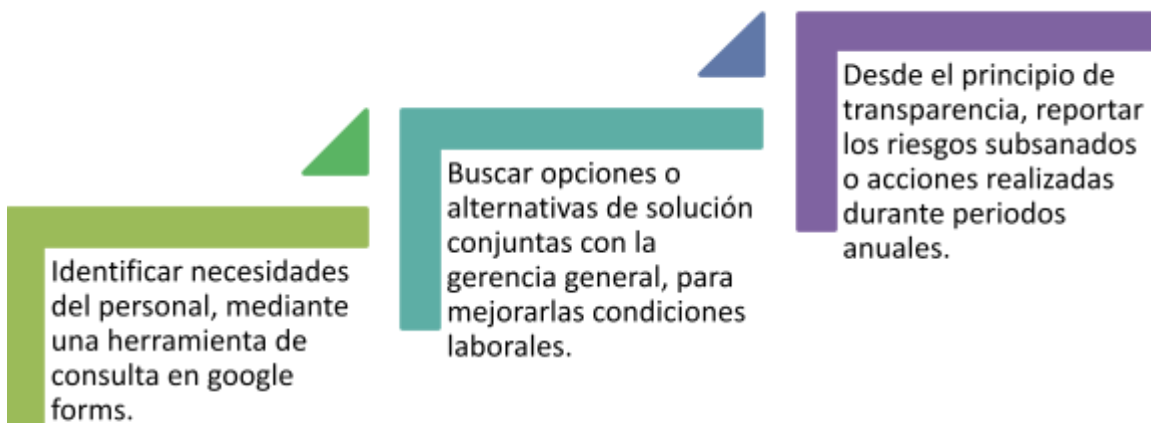 Identificar necesidades
del personal, mediante
una herramienta de
consulta en google
forms.
Buscar opciones o
alternativas de solución
conjuntas con la
gerencia general, para
mejorarlas condiciones
laborales.
Desde el principio de
transparencia, reportar
los riesgos subsanados
o acciones realizadas
durante periodos
anuales.